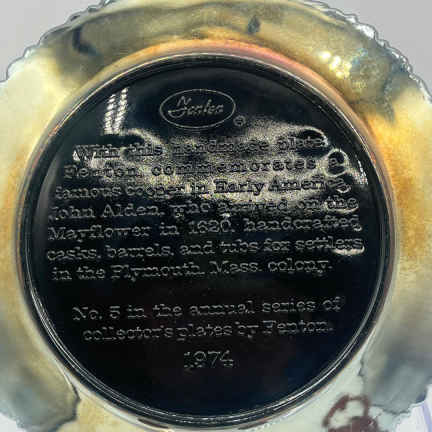 Fenton
®
With this handmade plate
Fenton commemorates a
famous cooper in Early America
John Alden, who arrived on the
Mayflower in 1620, handcrafted
casks, barrels, and tubs for settlers
in the Plymouth, Mass. colony.
No. 5 in the annual series of
collector's plates by Fenton.
1974